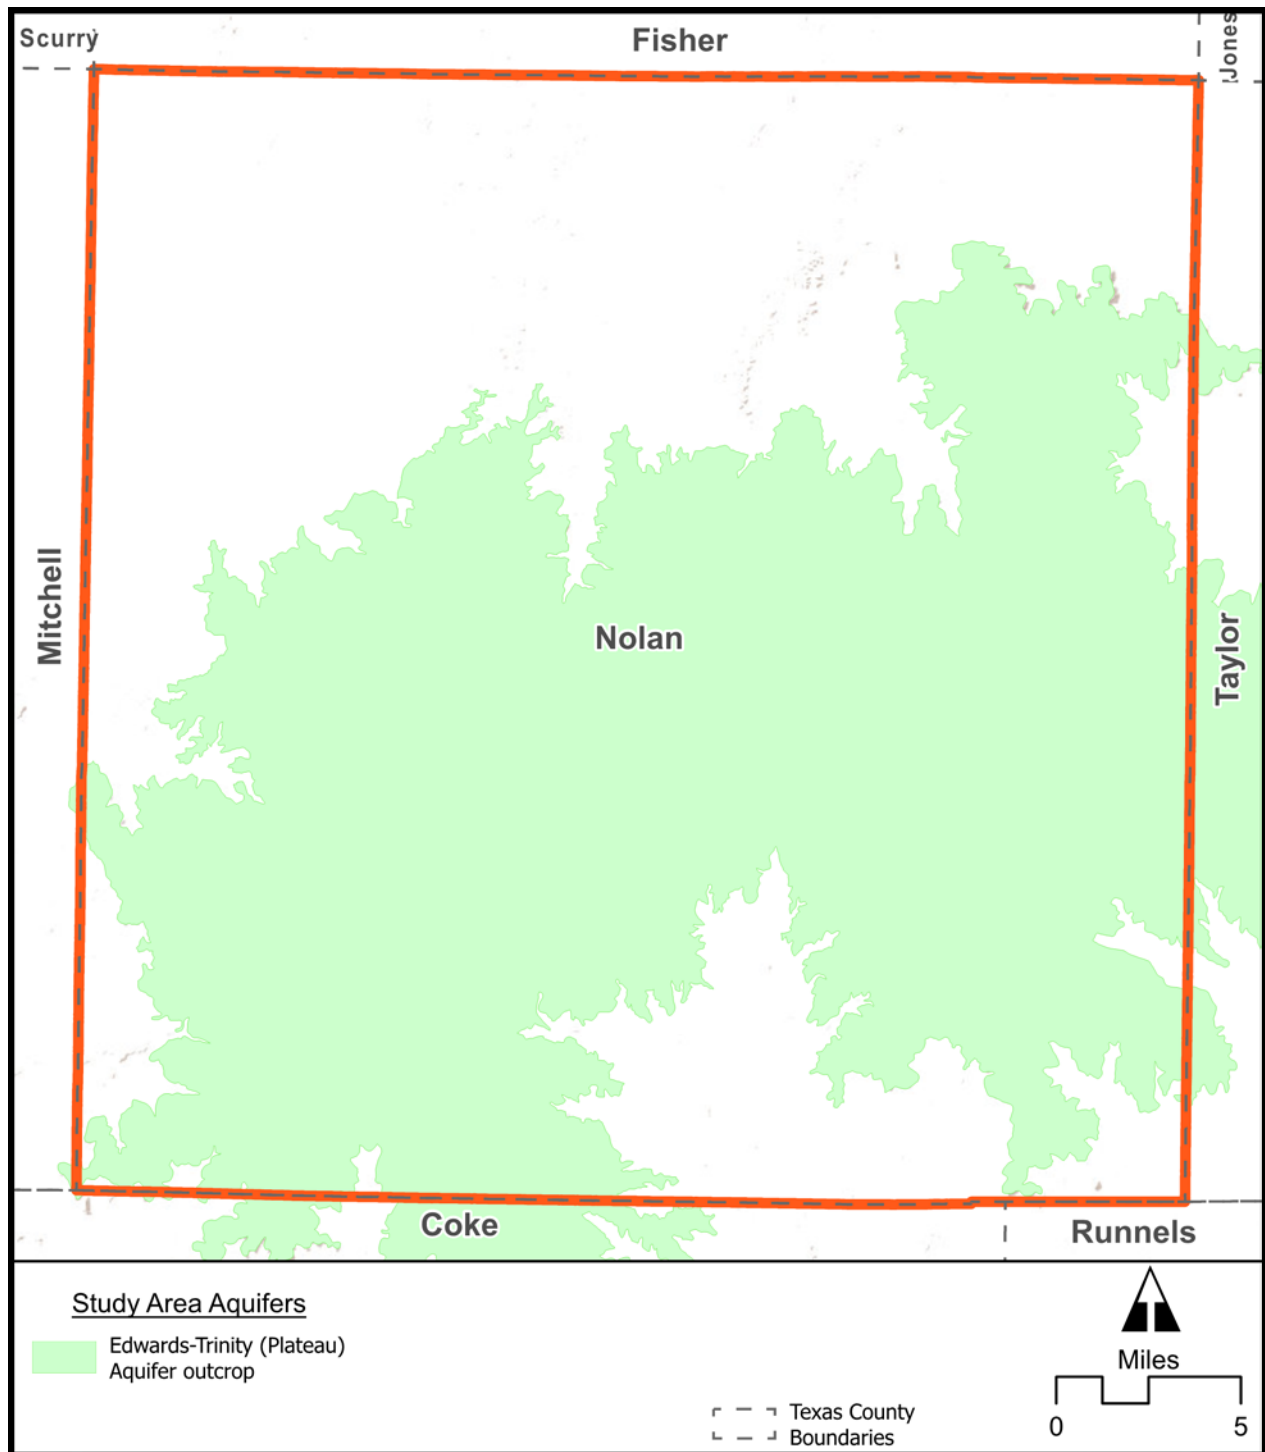 Scurry
Fisher
Jones
Mitchell
Nolan
Taylor
Coke
Runnels
Study Area Aquifers
Edwards-Trinity (Plateau)
Aquifer outcrop
Miles
0 5
Texas County
Boundaries